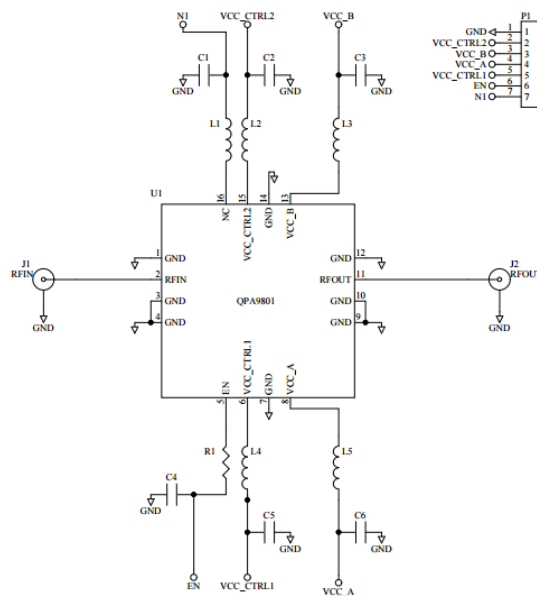 N1
VCC_CTRL2
VCC_B
P1
GND 1 1
VCC_CTRL2 2 2
VCC_B 3 3
VCC_A 4 4
VCC_CTRL1 5 5
EN 6 6
N1 7 7
C1
C2
C3
GND
GND
GND
L1
L2
L3
U1
16
15
14
13
NC
VCC_CTRL2
GND
VCC_B
1 GND
GND 12
J1
RFIN
2 RFIN
RFOUT 11
J2
RFOUT
3 GND
QPA9801
GND 10
4 GND
GND 9
GND
GND
EN
VCC_CTRL1
GND
VCC_A
5
6
7
8
R1
L4
L5
C4
GND
C5
GND
C6
GND
EN
VCC_CTRL1
VCC_A